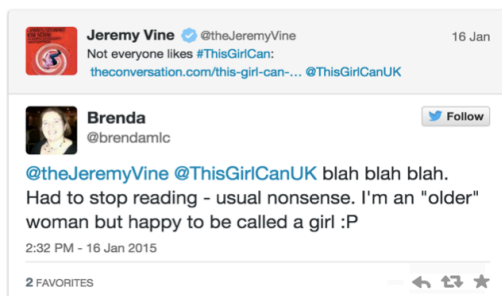 Jeremy Vine @theJeremyVine 16 Jan
Not everyone likes #ThisGirlCan:
theconversation.com/this-girl-can-... @ThisGirlCanUK
Brenda
@brendamlc
Follow
@theJeremyVine @ThisGirlCanUK blah blah blah.
Had to stop reading - usual nonsense. I'm an "older"
woman but happy to be called a girl :P
2:32 PM - 16 Jan 2015
2 FAVORITES